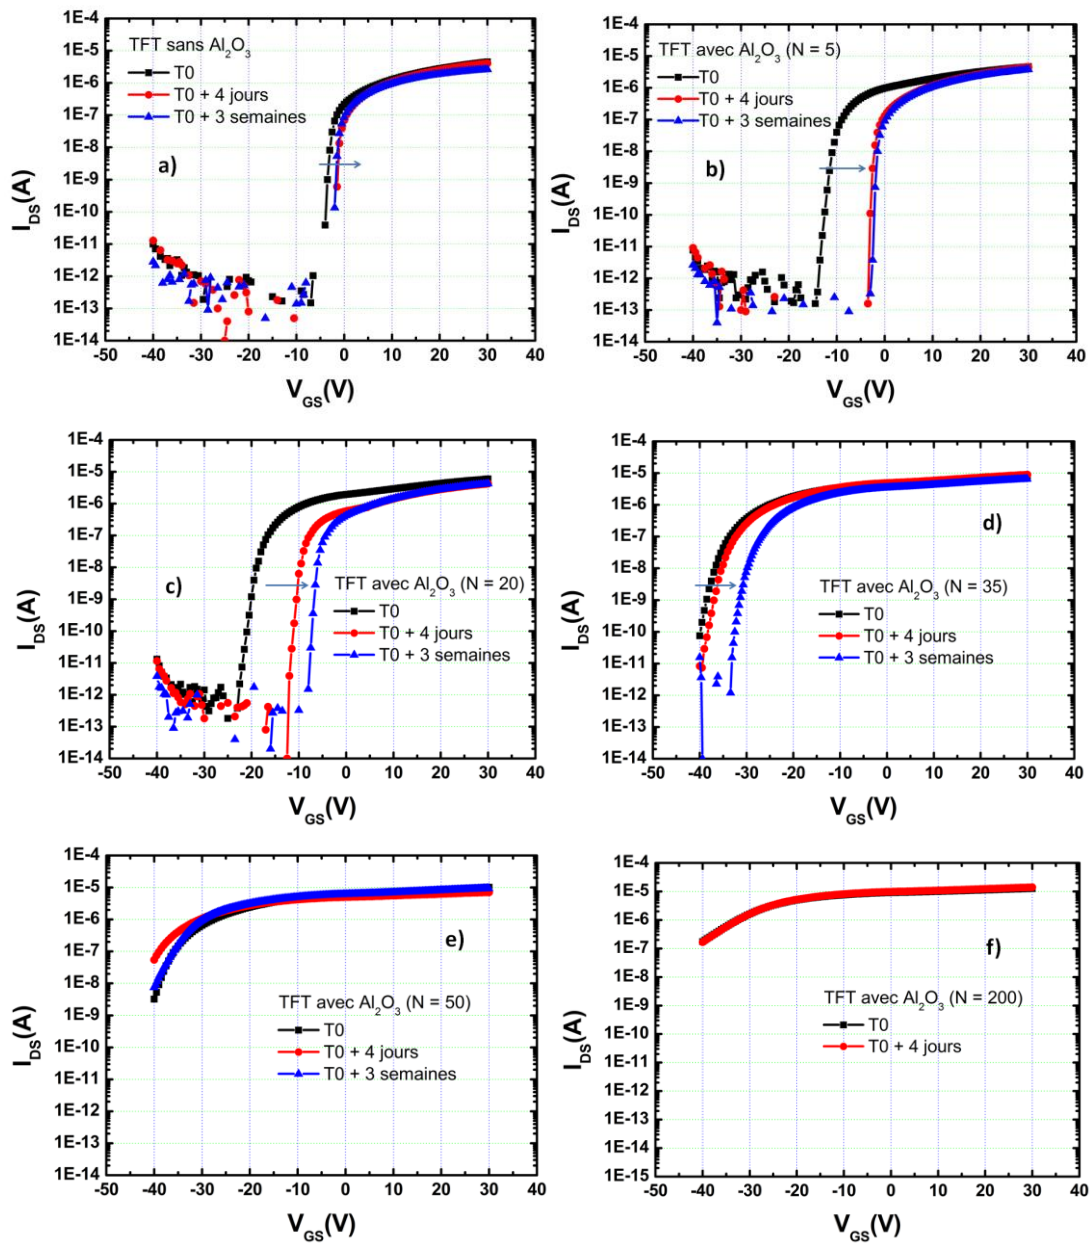 1E-4
1E-5
1E-6
1E-7
1E-8
1E-9
1E-10
1E-11
1E-12
1E-13
1E-14
I_DS(A)
TFT sans Al₂O₃
T0
T0 + 4 jours
T0 + 3 semaines
a)
-50 -40 -30 -20 -10 0 10 20 30 40
V_GS(V)
1E-4
1E-5
1E-6
1E-7
1E-8
1E-9
1E-10
1E-11
1E-12
1E-13
1E-14
I_DS(A)
TFT avec Al₂O₃ (N = 5)
T0
T0 + 4 jours
T0 + 3 semaines
b)
-50 -40 -30 -20 -10 0 10 20 30 40
V_GS(V)
1E-4
1E-5
1E-6
1E-7
1E-8
1E-9
1E-10
1E-11
1E-12
1E-13
1E-14
I_DS(A)
c)
TFT avec Al₂O₃ (N = 20)
T0
T0 + 4 jours
T0 + 3 semaines
-50 -40 -30 -20 -10 0 10 20 30 40
V_GS(V)
1E-4
1E-5
1E-6
1E-7
1E-8
1E-9
1E-10
1E-11
1E-12
1E-13
1E-14
I_DS(A)
d)
TFT avec Al₂O₃ (N = 35)
T0
T0 + 4 jours
T0 + 3 semaines
-50 -40 -30 -20 -10 0 10 20 30 40
V_GS(V)
1E-4
1E-5
1E-6
1E-7
1E-8
1E-9
1E-10
1E-11
1E-12
1E-13
1E-14
I_DS(A)
e)
TFT avec Al₂O₃ (N = 50)
T0
T0 + 4 jours
T0 + 3 semaines
-50 -40 -30 -20 -10 0 10 20 30 40
V_GS(V)
1E-4
1E-5
1E-6
1E-7
1E-8
1E-9
1E-10
1E-11
1E-12
1E-13
1E-14
1E-15
I_DS(A)
f)
TFT avec Al₂O₃ (N = 200)
T0
T0 + 4 jours
-50 -40 -30 -20 -10 0 10 20 30 40
V_GS(V)